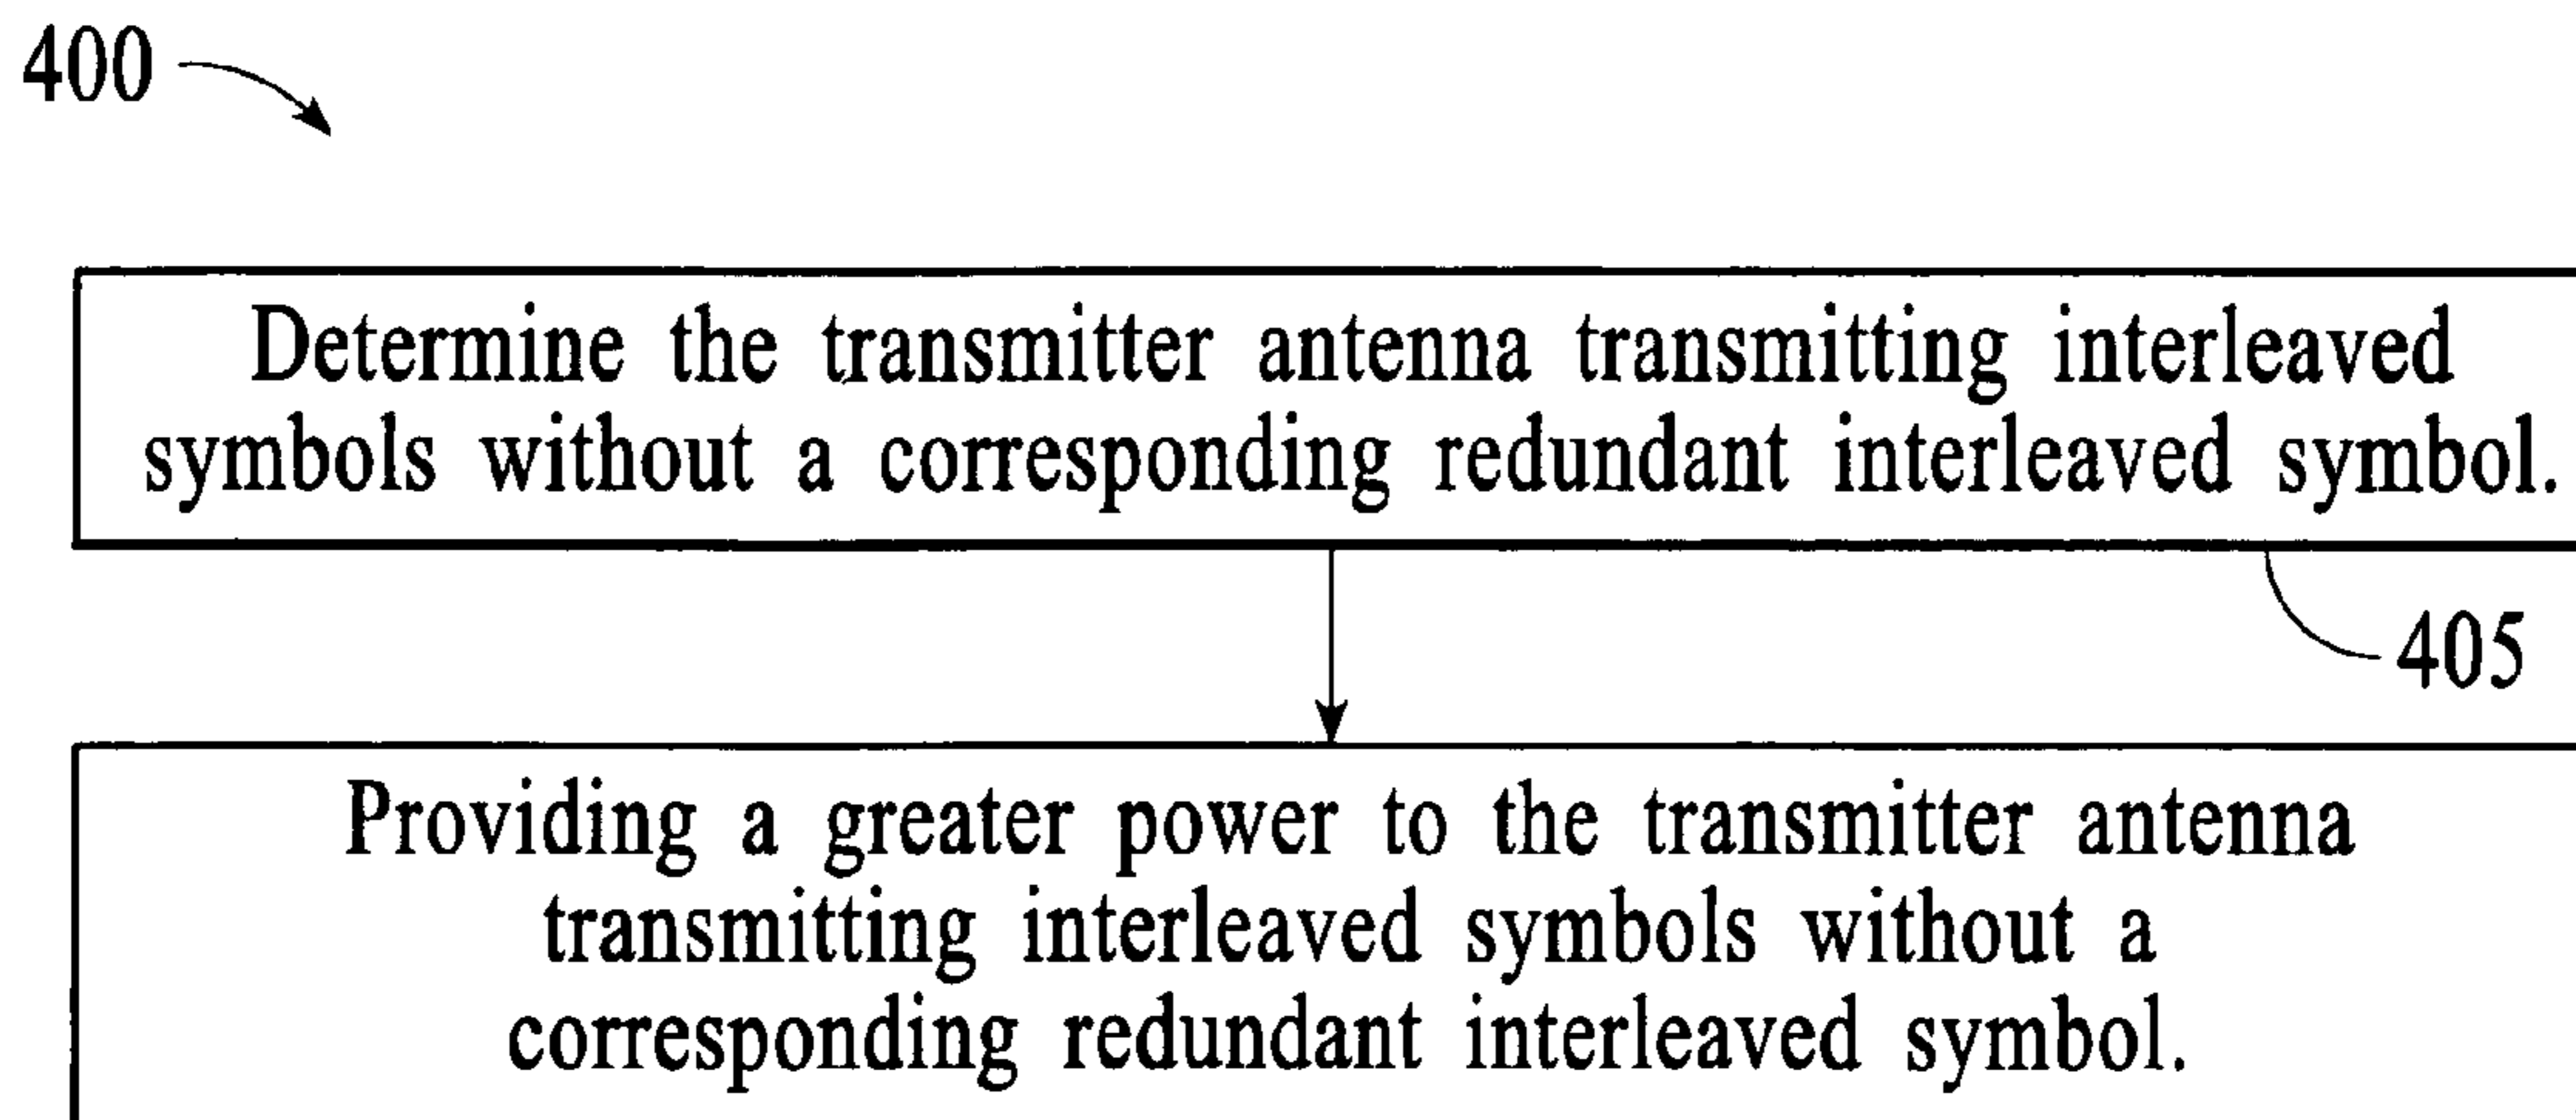 400
Determine the transmitter antenna transmitting interleaved
symbols without a corresponding redundant interleaved symbol.
405
Providing a greater power to the transmitter antenna
transmitting interleaved symbols without a
corresponding redundant interleaved symbol.